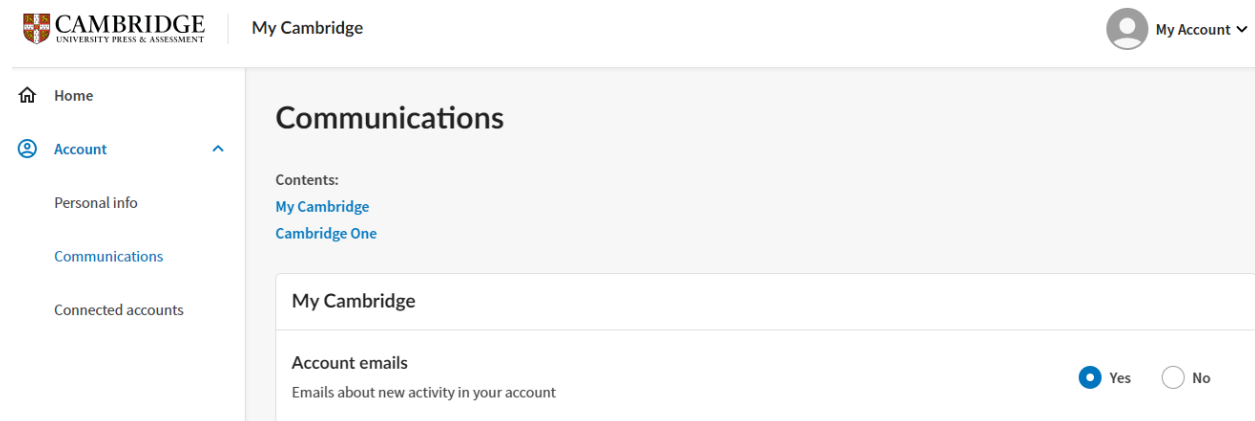 CAMBRIDGE
UNIVERSITY PRESS & ASSESSMENT
My Cambridge
My Account
Home
Account
Personal info
Communications
Connected accounts
Communications
Contents:
My Cambridge
Cambridge One
My Cambridge
Account emails
Emails about new activity in your account
Yes
No